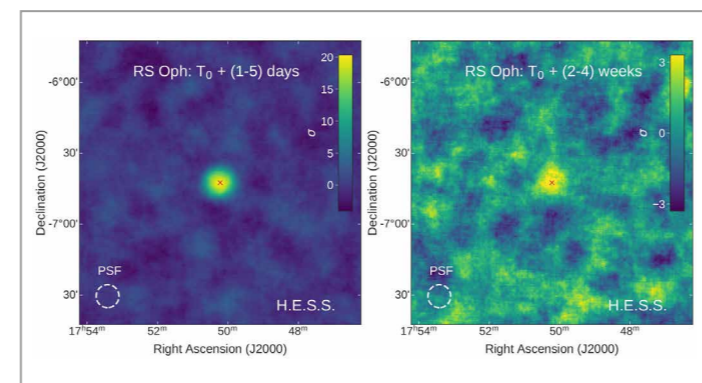 RS Oph: T₀ + (1-5) days
20
15
10
5
0
σ
-6°00'
30'
-7°00'
30'
Declination (J2000)
PSF
H.E.S.S.
17ʰ54ᵐ
52ᵐ
50ᵐ
48ᵐ
Right Ascension (J2000)
RS Oph: T₀ + (2-4) weeks
3
0
−3
σ
-6°00'
30'
-7°00'
30'
Declination (J2000)
PSF
H.E.S.S.
17ʰ54ᵐ
52ᵐ
50ᵐ
48ᵐ
Right Ascension (J2000)